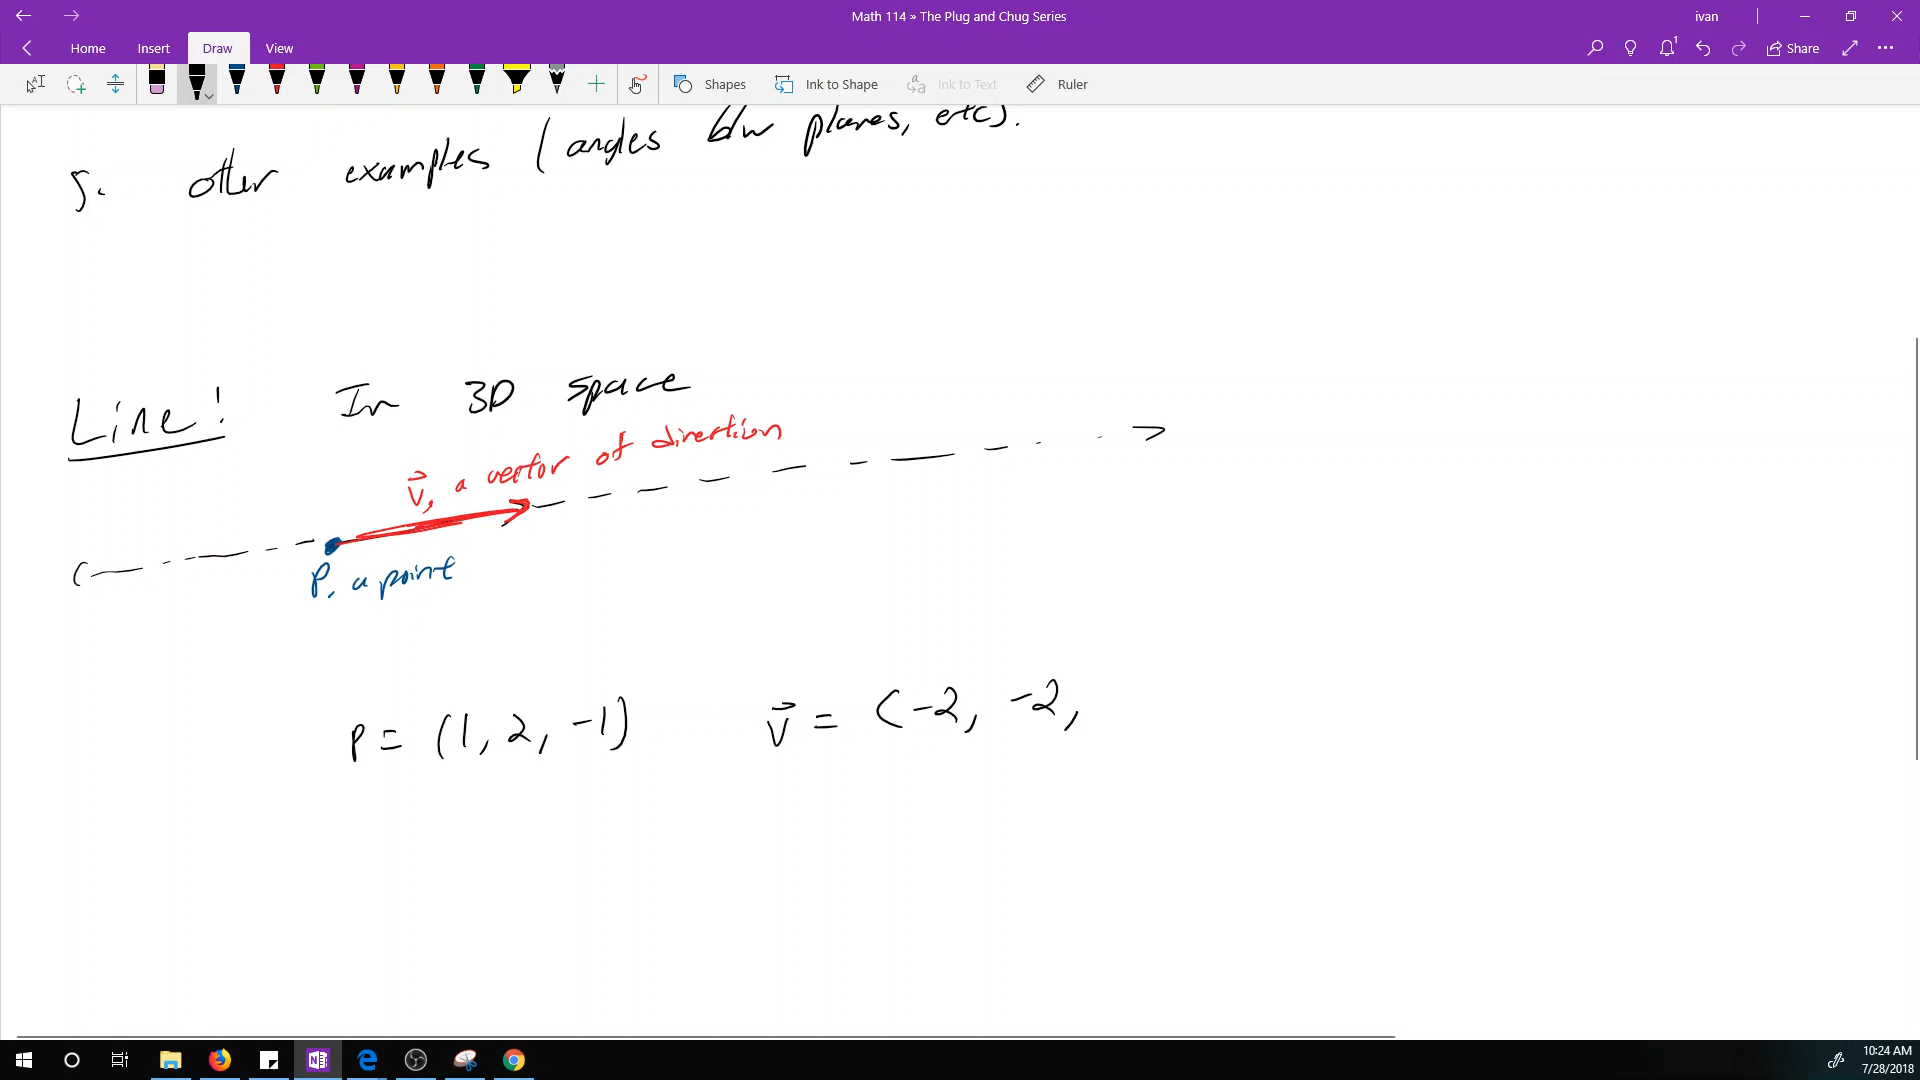 Math 114 » The Plug and Chug Series
ivan
Home Insert Draw View
1
Share
Shapes Ink to Shape Ink to Text Ruler
5. other examples (angles b/w planes, etc).
Line! In 3D space
v, a vector of direction
P, a point
P = (1, 2, -1) v = (-2, -2,
10:24 AM
7/28/2018